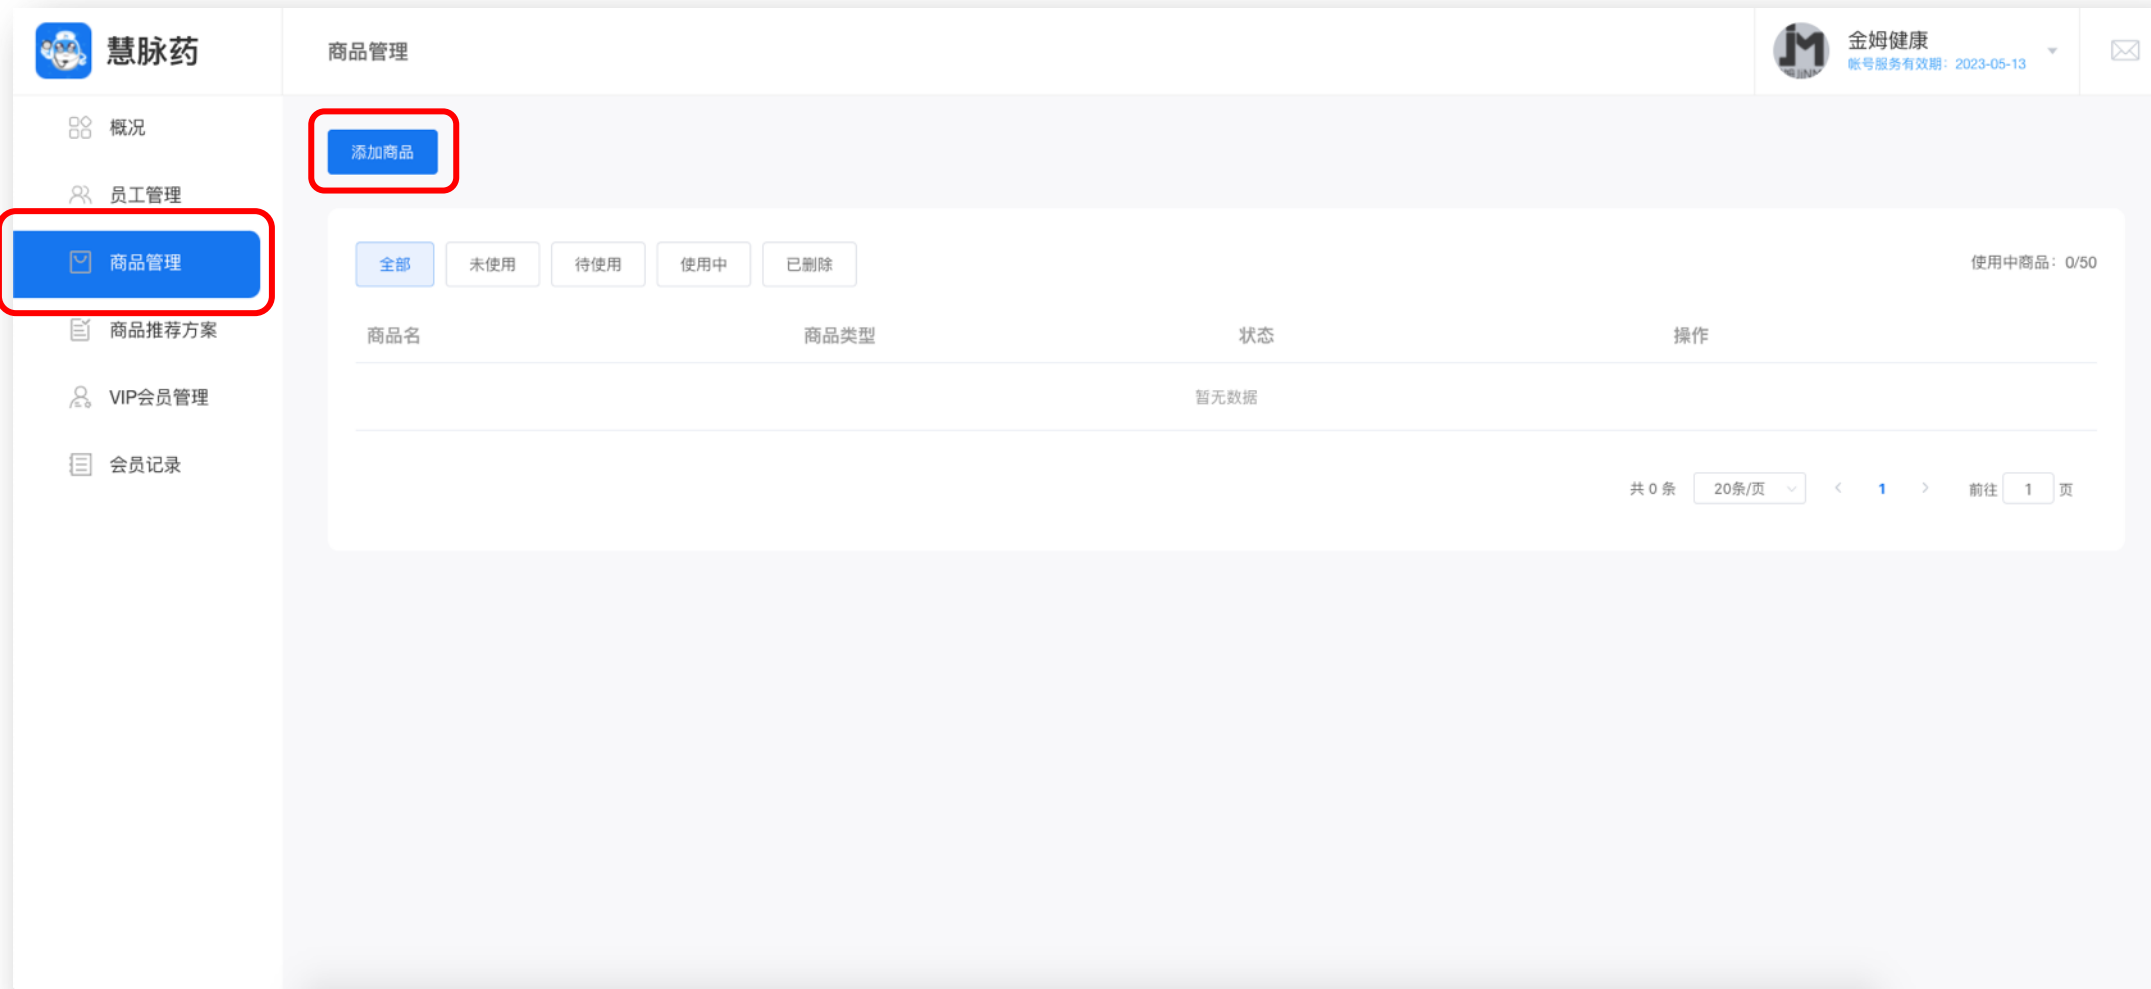 慧脉药
商品管理
金姆健康
帐号服务有效期：2023-05-13
概况
员工管理
商品管理
商品推荐方案
VIP会员管理
会员记录
添加商品
全部 未使用 待使用 使用中 已删除
使用中商品：0/50
商品名 商品类型 状态 操作
暂无数据
共 0 条 20条/页 1 前往 1 页